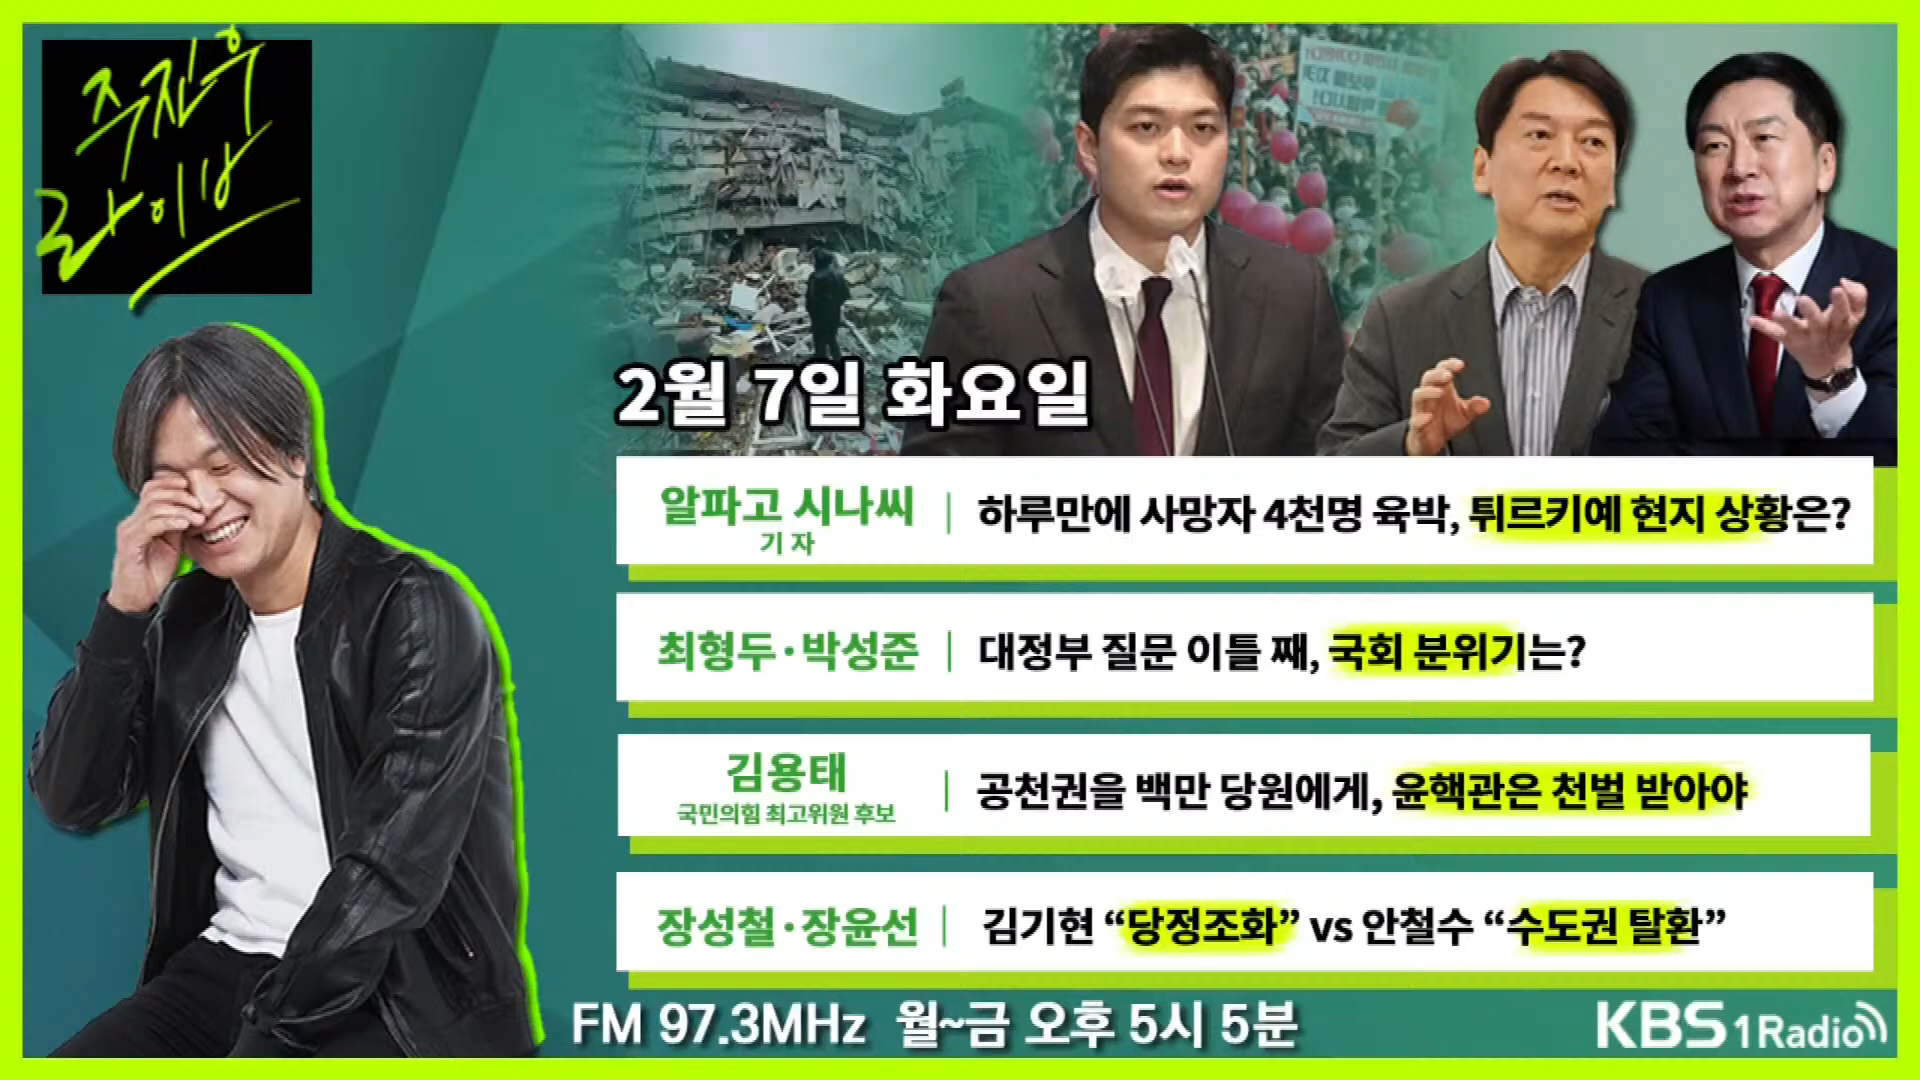 주진우
라이브
2월 7일 화요일
알파고 시나씨
기 자
하루만에 사망자 4천명 육박, 튀르키예 현지 상황은?
최형두·박성준
대정부 질문 이틀 째, 국회 분위기는?
김용태
국민의힘 최고위원 후보
공천권을 백만 당원에게, 윤핵관은 천벌 받아야
장성철·장윤선
김기현 “당정조화” vs 안철수 “수도권 탈환”
FM 97.3MHz 월~금 오후 5시 5분
KBS 1Radio